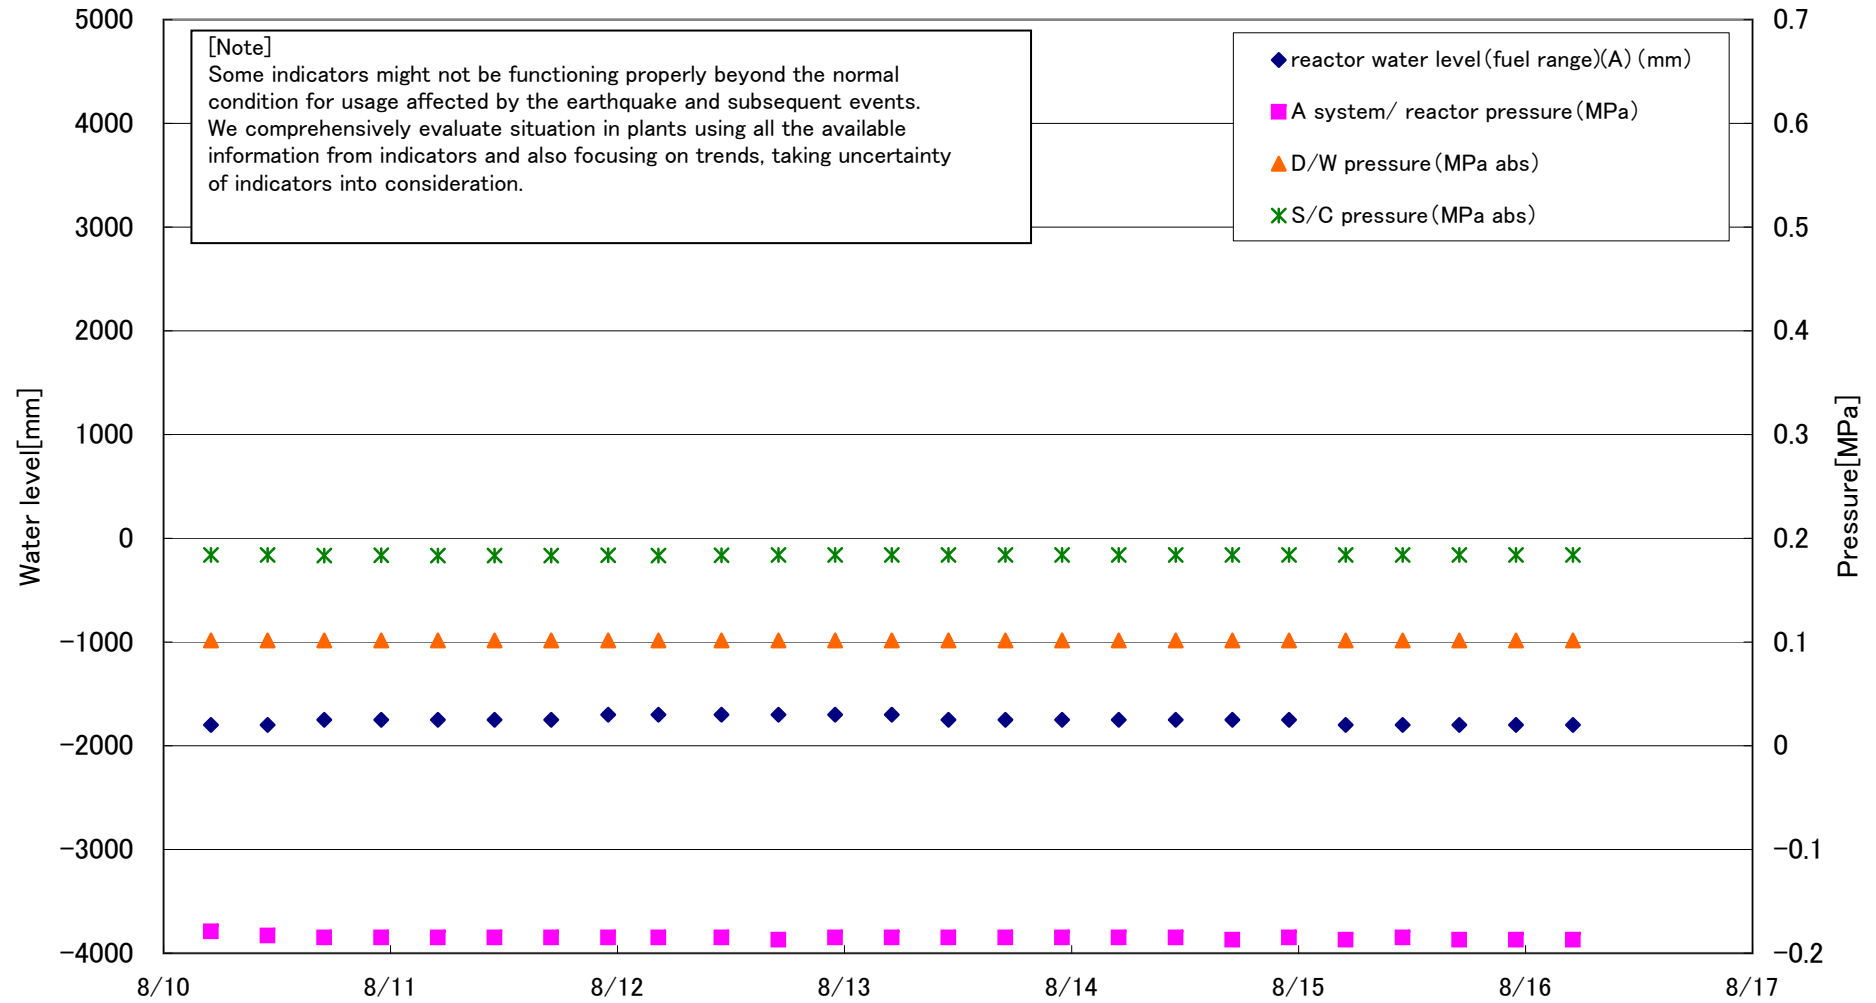 5000
4000
3000
2000
1000
0
-1000
-2000
-3000
-4000
Water level[mm]
[Note]
Some indicators might not be functioning properly beyond the normal
condition for usage affected by the earthquake and subsequent events.
We comprehensively evaluate situation in plants using all the available
information from indicators and also focusing on trends, taking uncertainty
of indicators into consideration.
reactor water level(fuel range)(A) (mm)
A system/ reactor pressure(MPa)
D/W pressure(MPa abs)
S/C pressure(MPa abs)
0.7
0.6
0.5
0.4
0.3
0.2
0.1
0
-0.1
-0.2
Pressure[MPa]
8/10 8/11 8/12 8/13 8/14 8/15 8/16 8/17